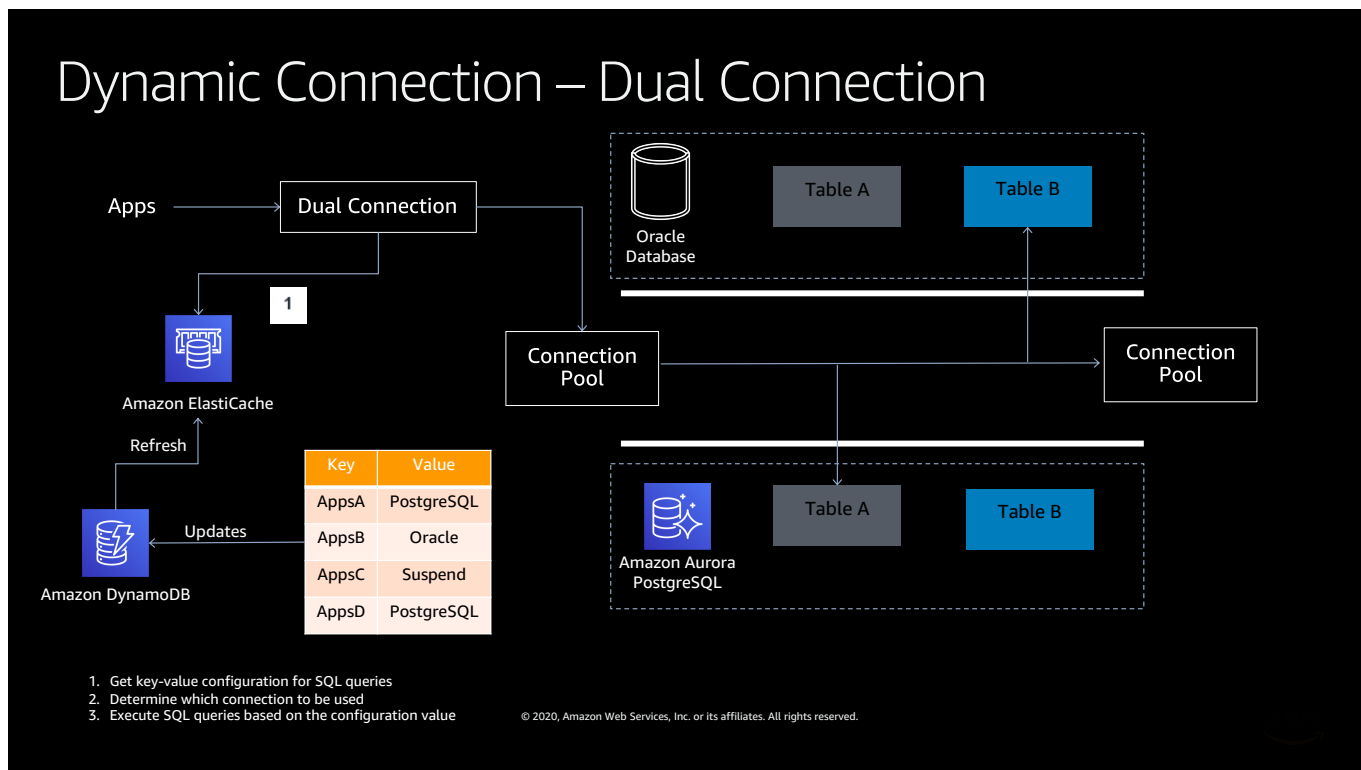 Dynamic Connection – Dual Connection
Apps
Dual Connection
Oracle
Database
Table A
Table B
1
Amazon ElastiCache
Refresh
Connection
Pool
Connection
Pool
Key Value
AppsA PostgreSQL
AppsB Oracle
AppsC Suspend
AppsD PostgreSQL
Updates
Amazon DynamoDB
Amazon Aurora
PostgreSQL
Table A
Table B
1. Get key-value configuration for SQL queries
2. Determine which connection to be used
3. Execute SQL queries based on the configuration value
© 2020, Amazon Web Services, Inc. or its affiliates. All rights reserved.